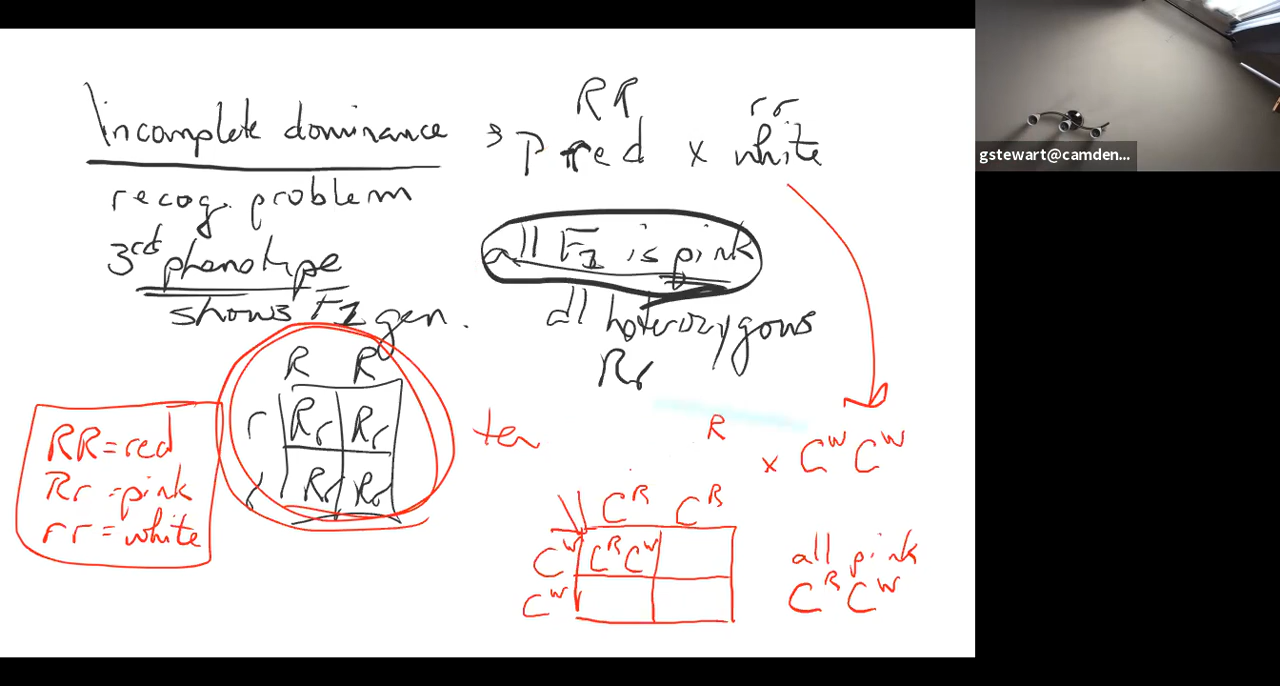 Incomplete dominance
recog. problem
3rd phenotype
shows F1 gen.
RR rr
P red x white
all F1 is pink
all heterozygous
Rr
R R
r Rr Rr
r Rr Rr
RR = red
Rr = pink
rr = white
R
x C^W C^W
C^R C^R
C^W C^R C^W
C^W
all pink
C^R C^W
gstewart@camden...